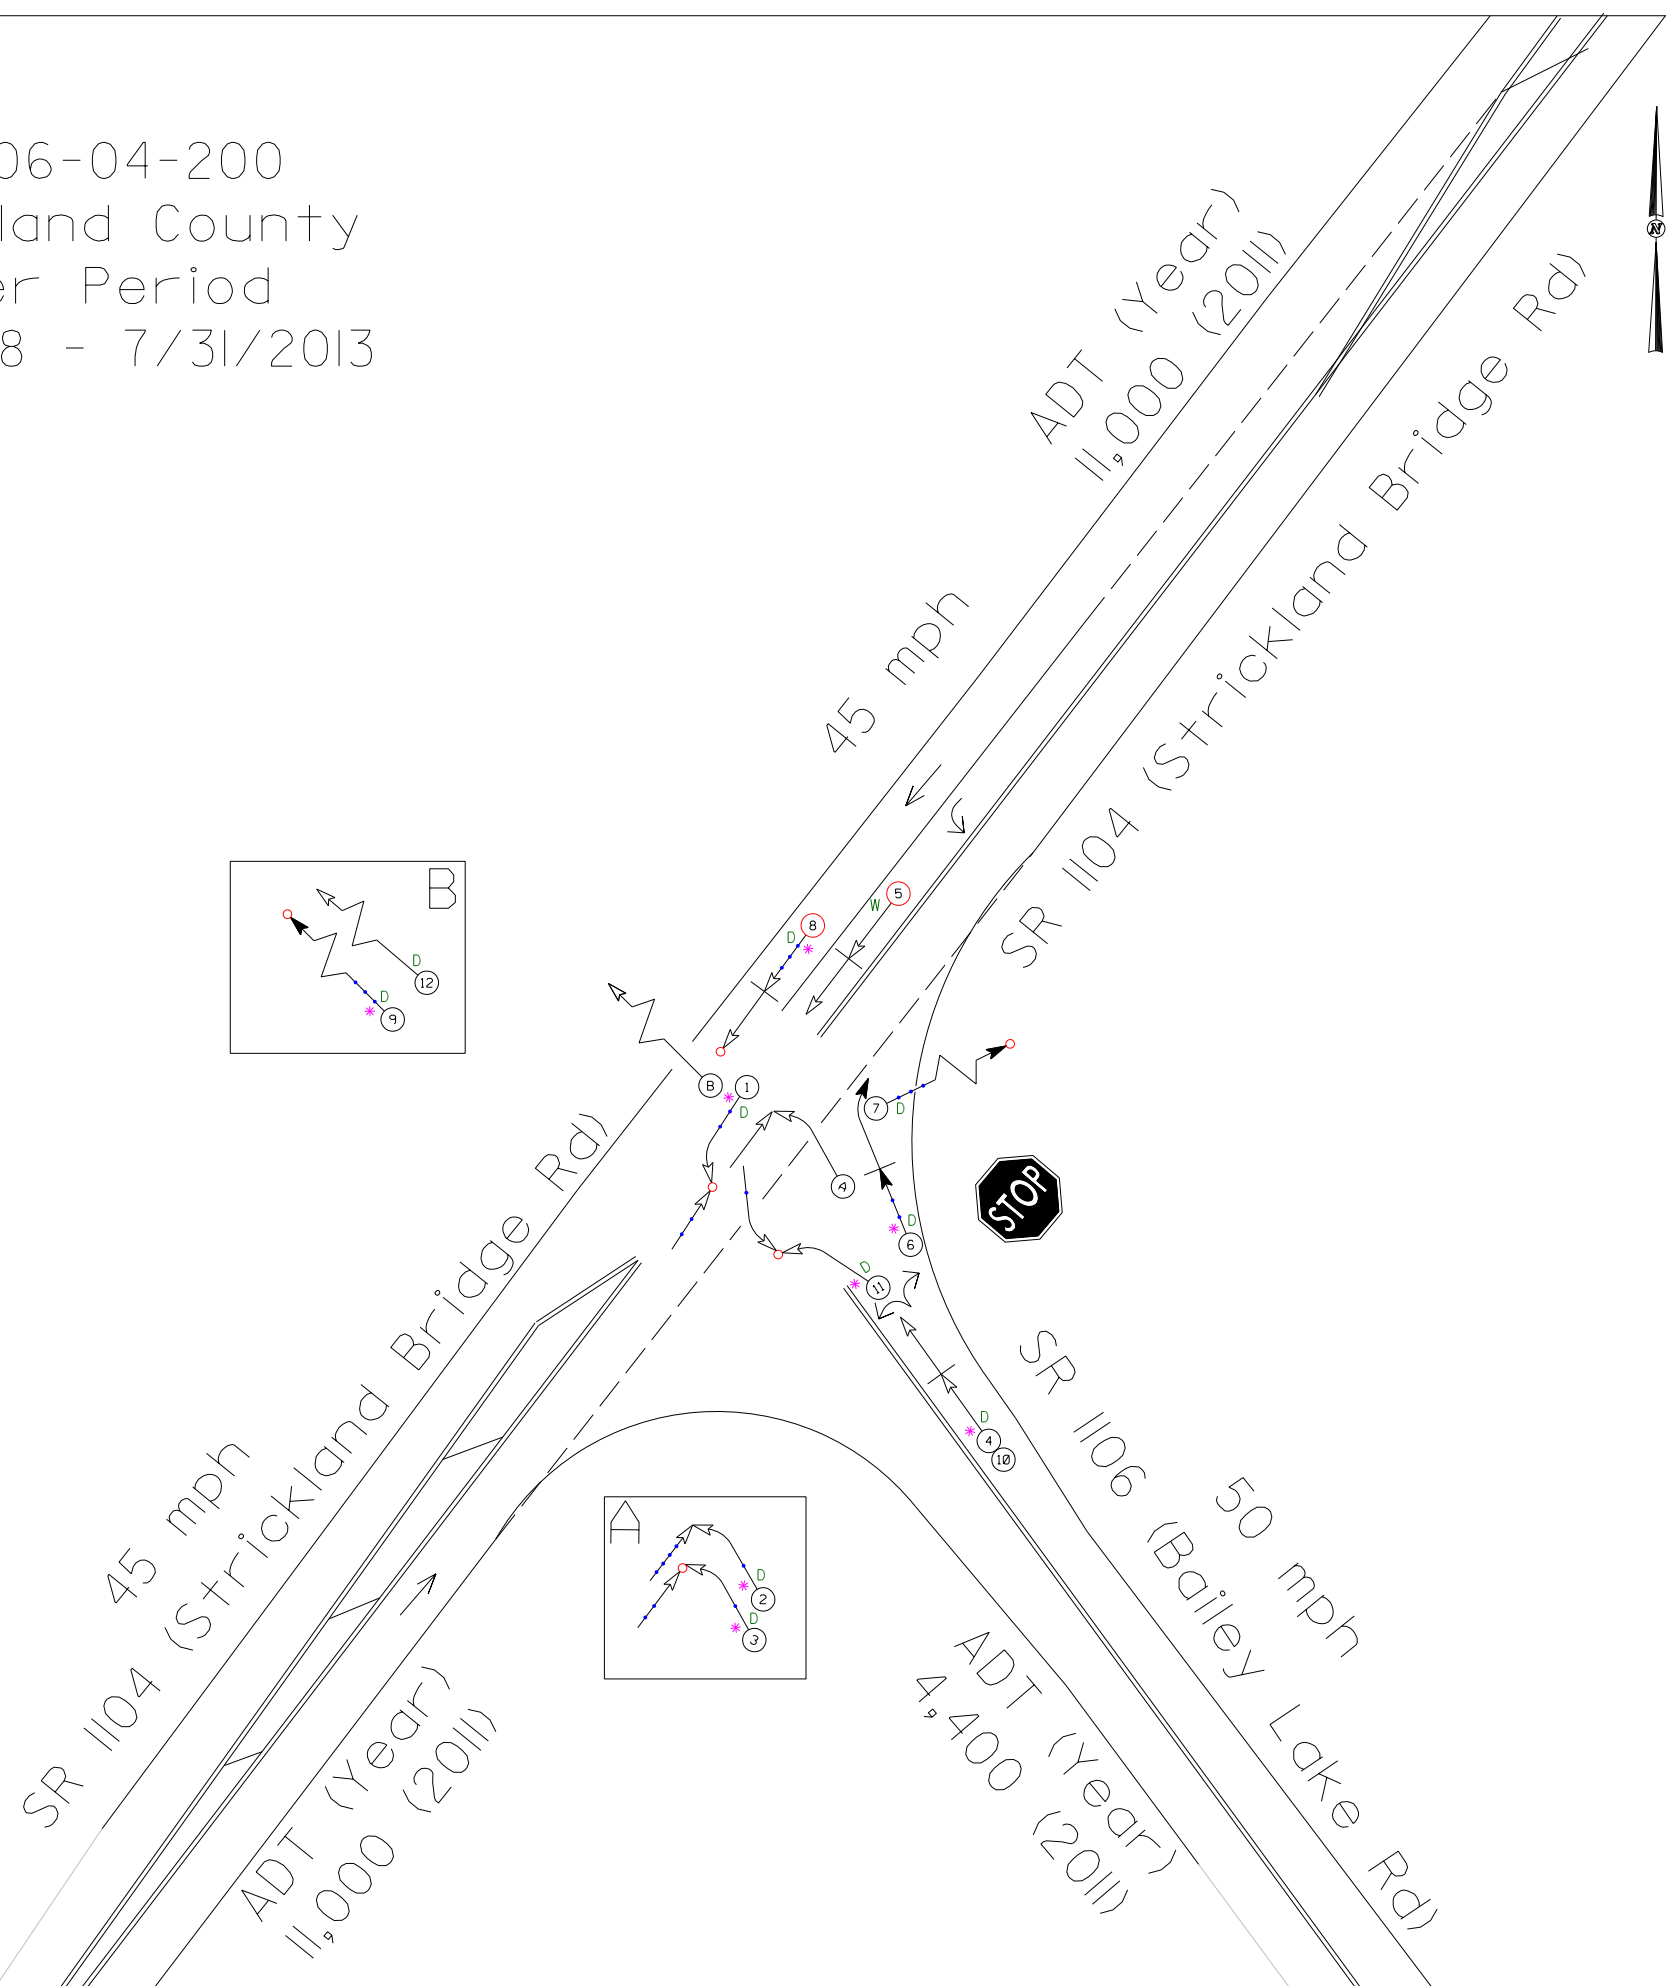 06-04-200
land County
er Period
8 - 7/31/2013
N
ADT (Year)
11,000 (2011)
SR 1104 (Strickland Bridge Rd)
45 mph
5
W
8
D
*
B
12
D
9
D
*
B
1
D
*
7
D
A
6
D
*
STOP
11
D
*
4
10
D
*
SR 1104 (Strickland Bridge Rd)
45 mph
ADT (Year)
11,000 (2011)
A
2
D
*
3
D
*
SR 1106 (Bailey Lake Rd)
50 mph
ADT (Year)
4,400 (2011)